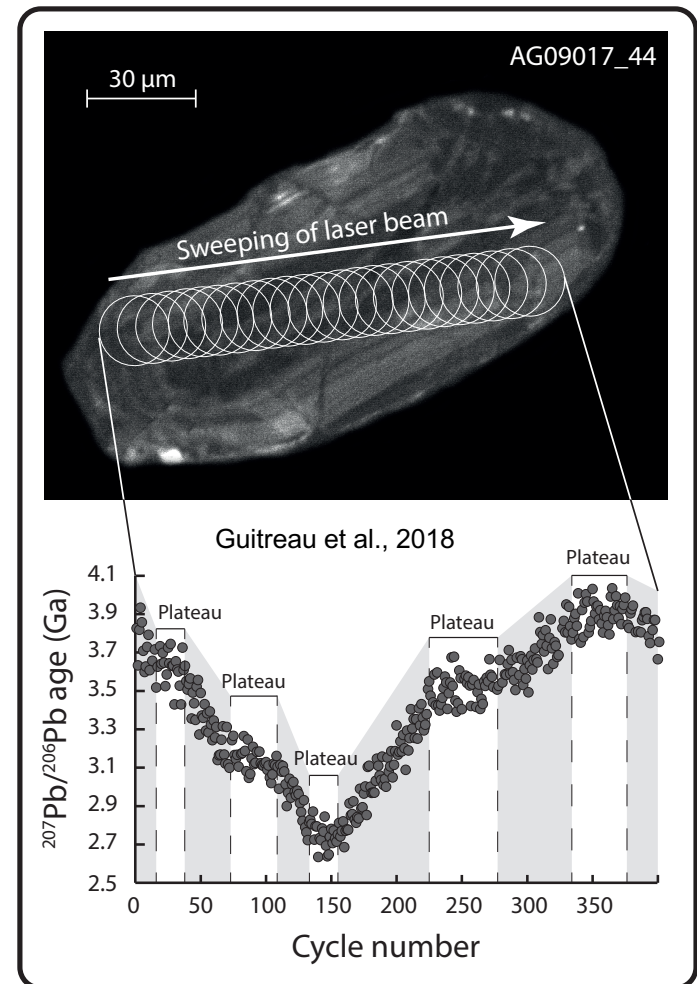 AG09017_44
30 µm
Sweeping of laser beam
Guitreau et al., 2018
Plateau
Plateau
Plateau
Plateau
Plateau
²⁰⁷Pb/²⁰⁶Pb age (Ga)
4.1
3.9
3.7
3.5
3.3
3.1
2.9
2.7
2.5
0 50 100 150 200 250 300 350
Cycle number